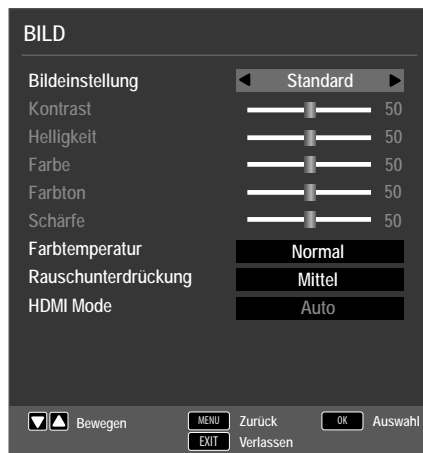 BILD
Bildeinstellung Standard
Kontrast 50
Helligkeit 50
Farbe 50
Farbton 50
Schärfe 50
Farbtemperatur Normal
Rauschunterdrückung Mittel
HDMI Mode Auto
Bewegen MENU Zurück OK Auswahl
EXIT Verlassen